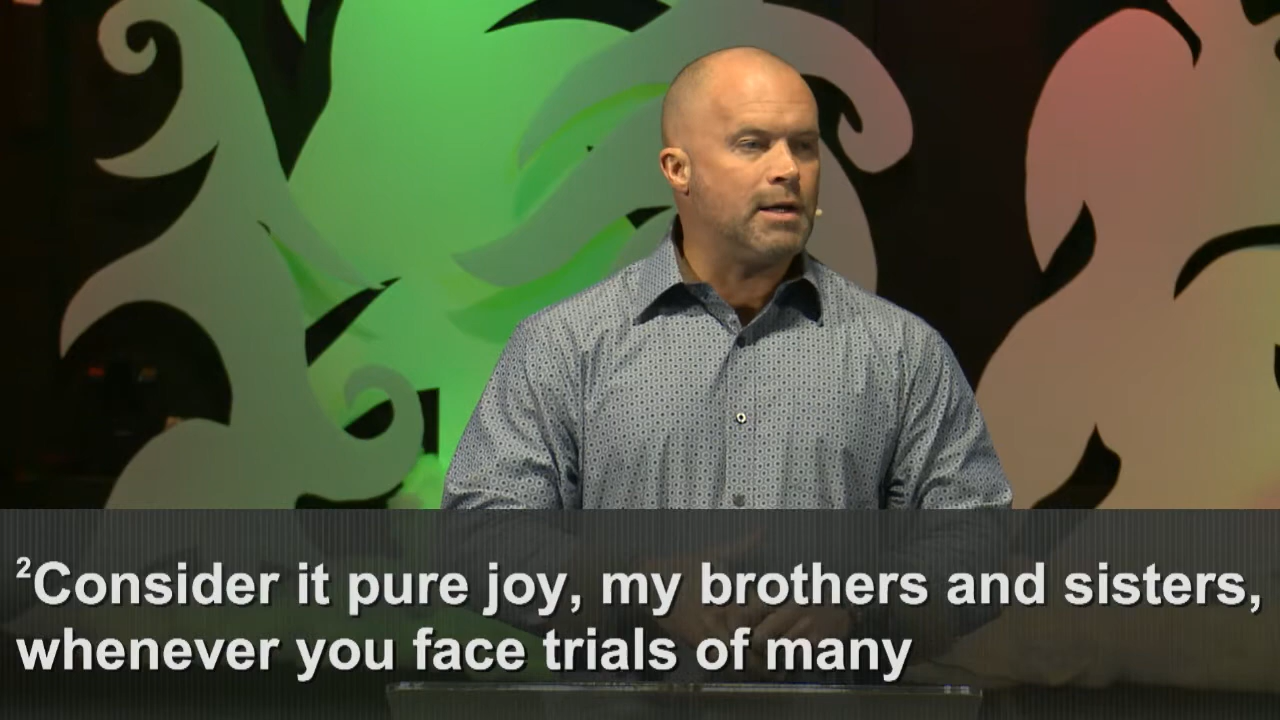 ²Consider it pure joy, my brothers and sisters,
whenever you face trials of many